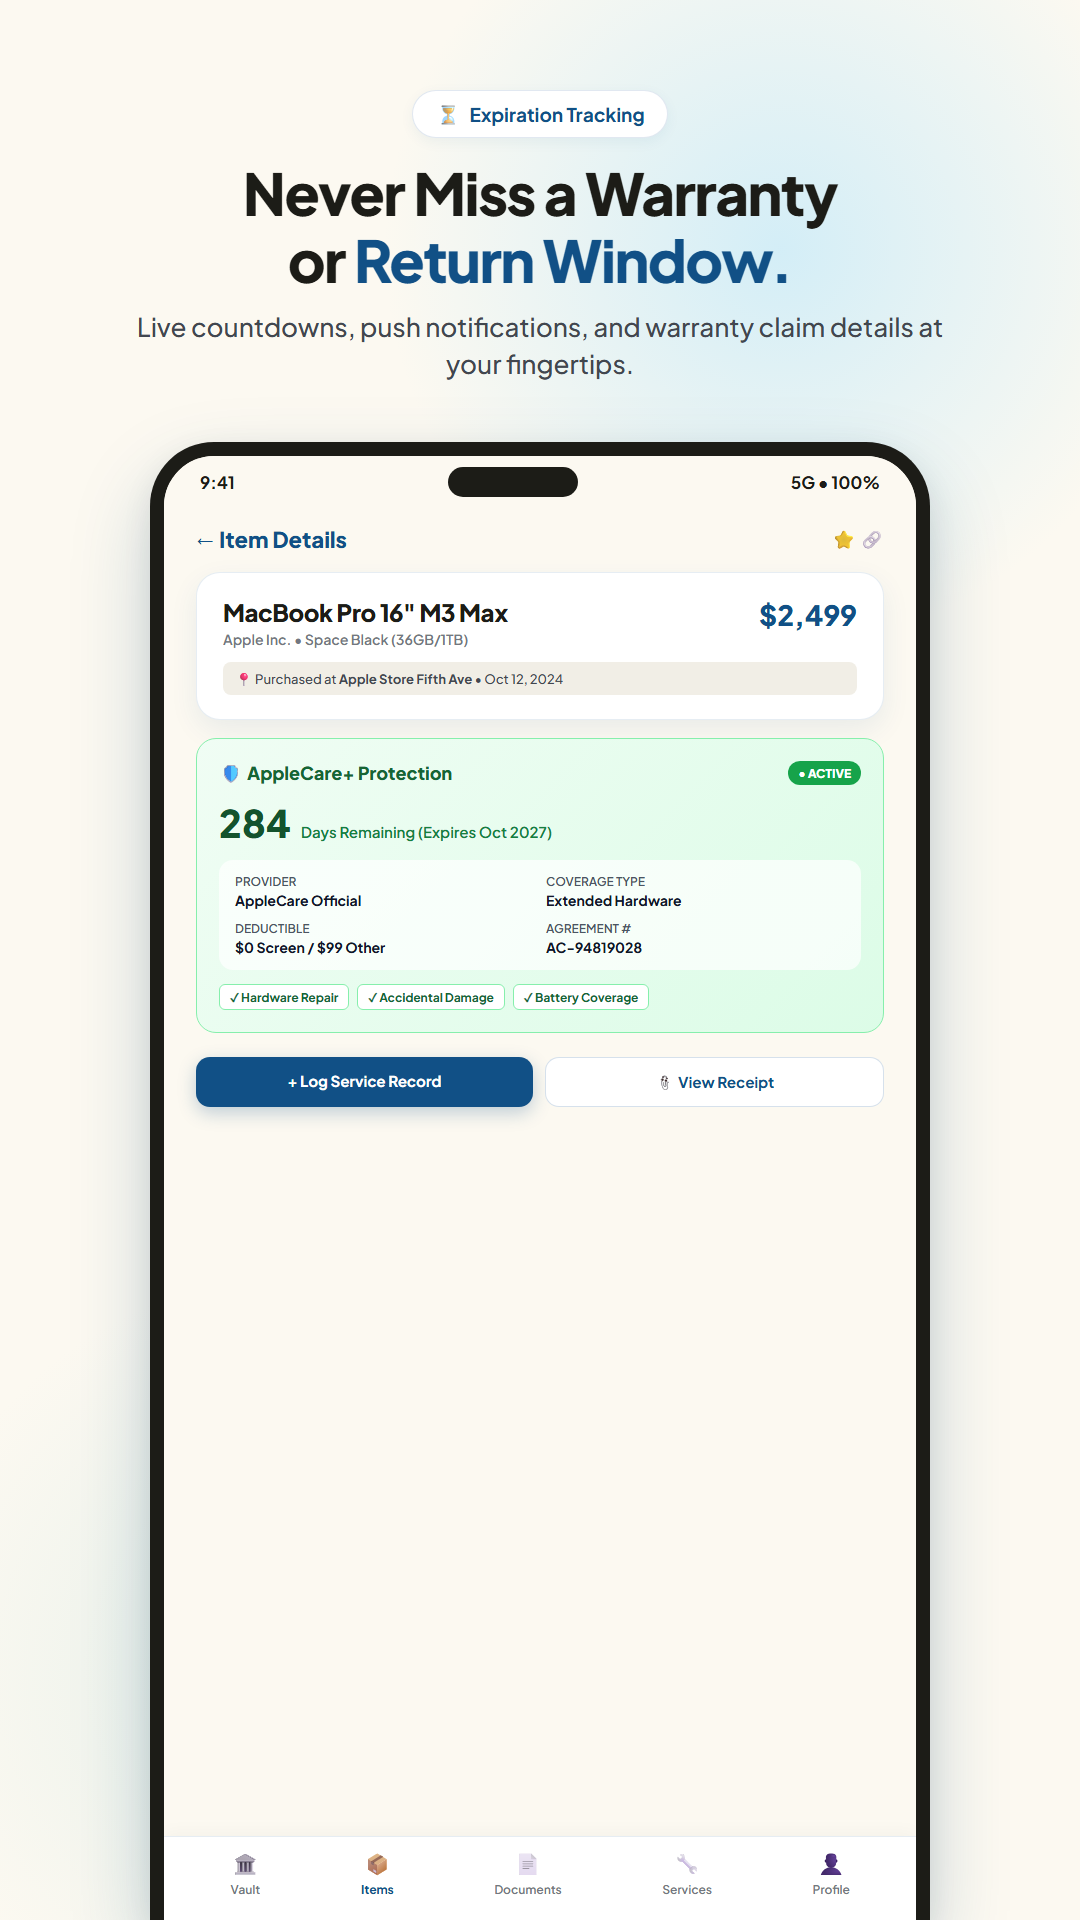 ⏳ Expiration Tracking
Never Miss a Warranty
or Return Window.
Live countdowns, push notifications, and warranty claim details at
your fingertips.
9:41
5G • 100%
← Item Details
MacBook Pro 16" M3 Max
$2,499
Apple Inc. • Space Black (36GB/1TB)
📍 Purchased at Apple Store Fifth Ave • Oct 12, 2024
🛡️ AppleCare+ Protection
• ACTIVE
284 Days Remaining (Expires Oct 2027)
PROVIDER
AppleCare Official
COVERAGE TYPE
Extended Hardware
DEDUCTIBLE
$0 Screen / $99 Other
AGREEMENT #
AC-94819028
✓ Hardware Repair
✓ Accidental Damage
✓ Battery Coverage
+ Log Service Record
View Receipt
Vault
Items
Documents
Services
Profile